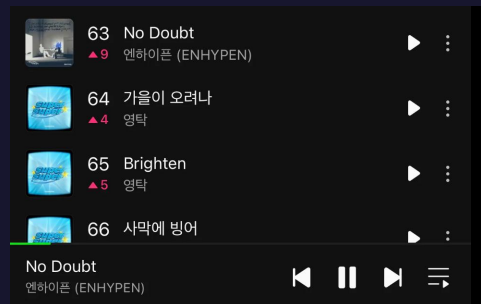 63 No Doubt
▲9 엔하이픈 (ENHYPEN)
64 가을이 오려나
▲4 영탁
65 Brighten
▲5 영탁
66 사막에 빙어
No Doubt
엔하이픈 (ENHYPEN)